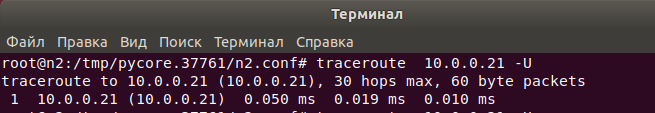 Терминал
Файл Правка Вид Поиск Терминал Справка
root@n2:/tmp/pycore.37761/n2.conf# traceroute  10.0.0.21 -U
traceroute to 10.0.0.21 (10.0.0.21), 30 hops max, 60 byte packets
 1  10.0.0.21 (10.0.0.21)  0.050 ms  0.019 ms  0.010 ms